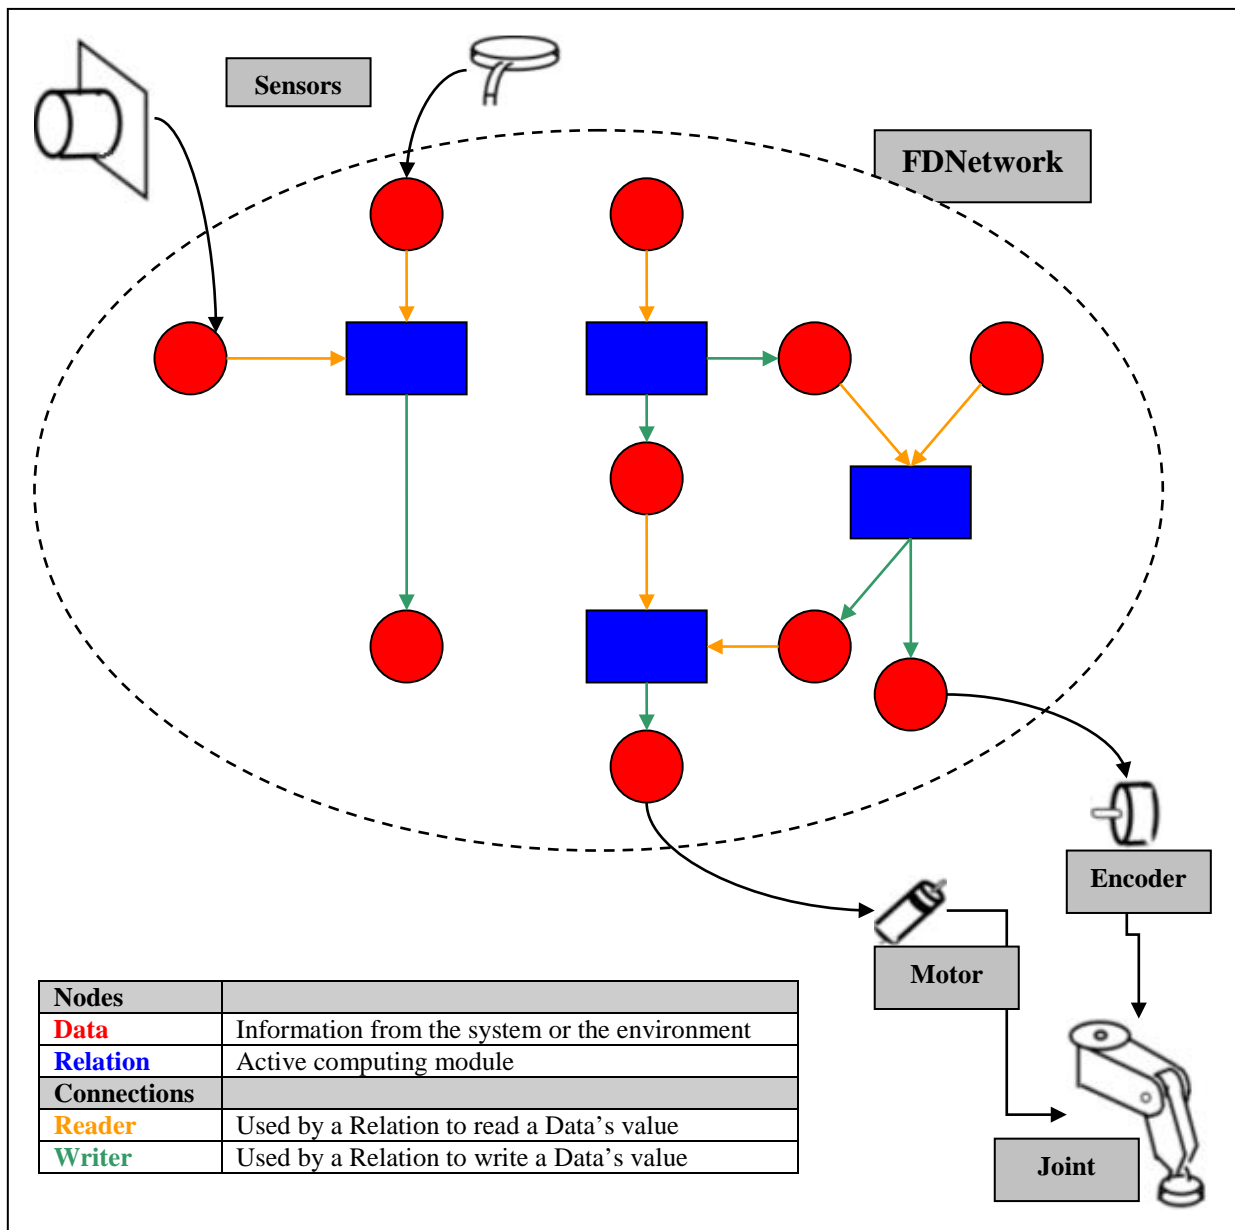 Sensors
FDNetwork
Encoder
Motor
Joint
Nodes
Data Information from the system or the environment
Relation Active computing module
Connections
Reader Used by a Relation to read a Data’s value
Writer Used by a Relation to write a Data’s value